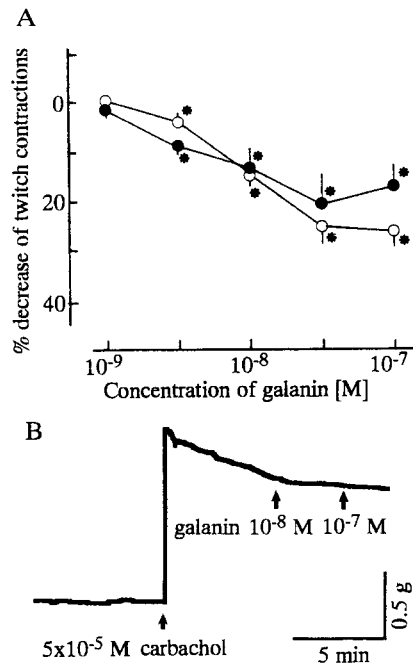 A
% decrease of twitch contractions
0
20
40
10-9
10-8
10-7
Concentration of galanin [M]
B
galanin 10-8 M 10-7 M
5x10-5 M carbachol
0.5 g
5 min